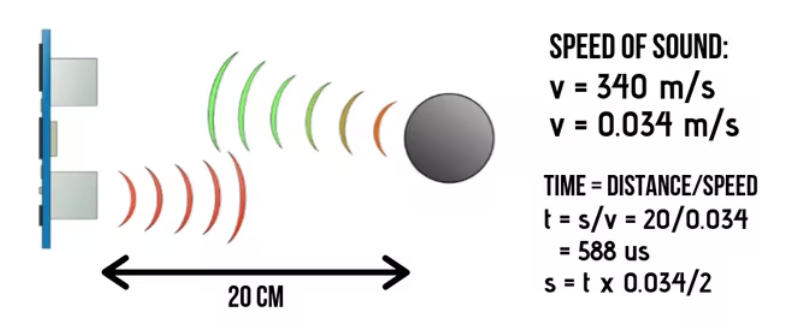 SPEED OF SOUND:
v = 340 m/s
v = 0.034 m/s
TIME = DISTANCE/SPEED
t = s/v = 20/0.034
= 588 us
s = t x 0.034/2
20 CM